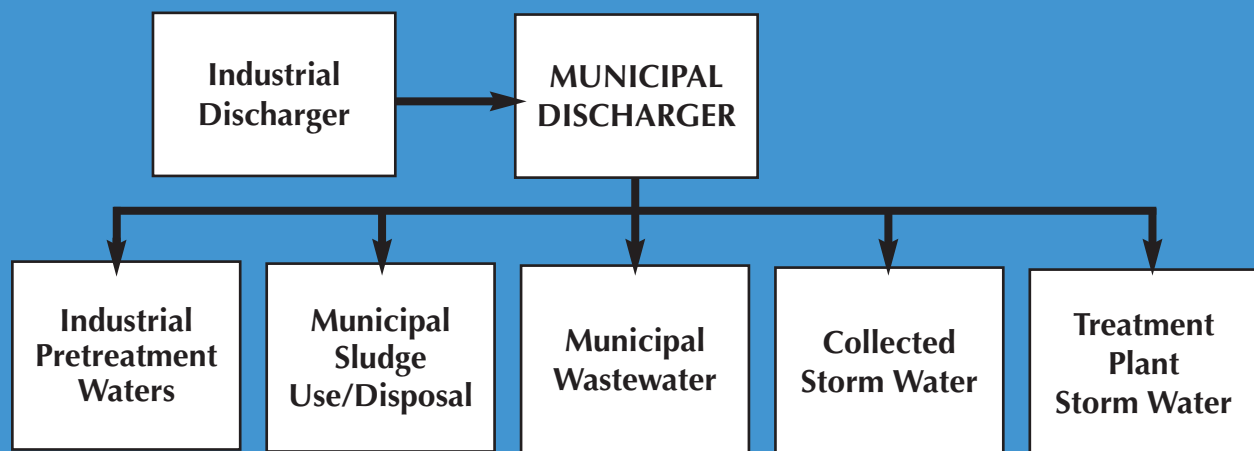 Industrial
Discharger
MUNICIPAL
DISCHARGER
Industrial
Pretreatment
Waters
Municipal
Sludge
Use/Disposal
Municipal
Wastewater
Collected
Storm Water
Treatment
Plant
Storm Water